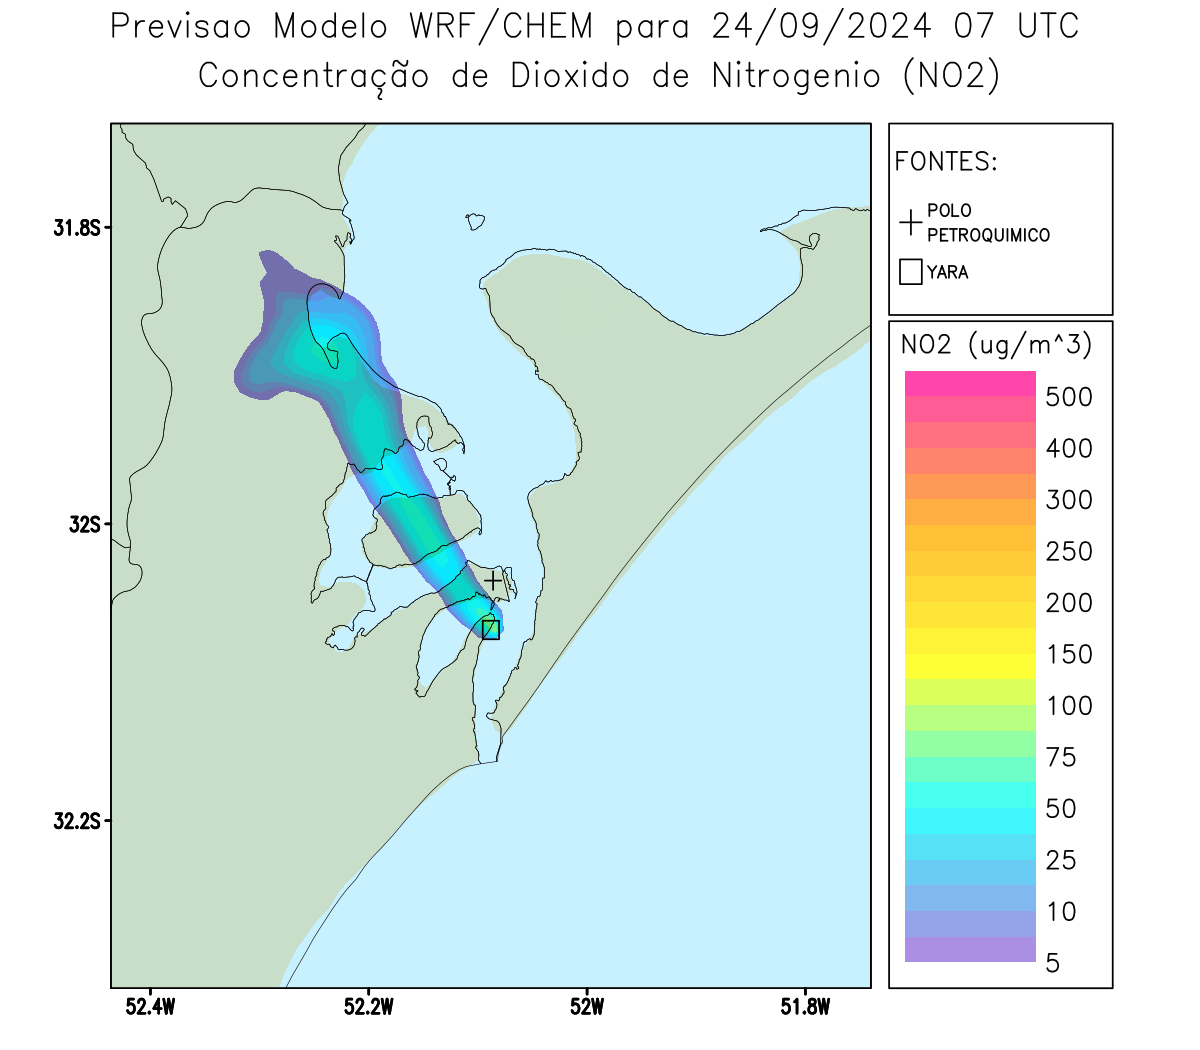 Previsao Modelo WRF/CHEM para 24/09/2024 07 UTC
Concentração de Dioxido de Nitrogenio (NO2)
31.8S
32S
32.2S
52.4W
52.2W
52W
51.8W
FONTES:
POLO
PETROQUIMICO
YARA
NO2 (ug/m^3)
500
400
300
250
200
150
100
75
50
25
10
5